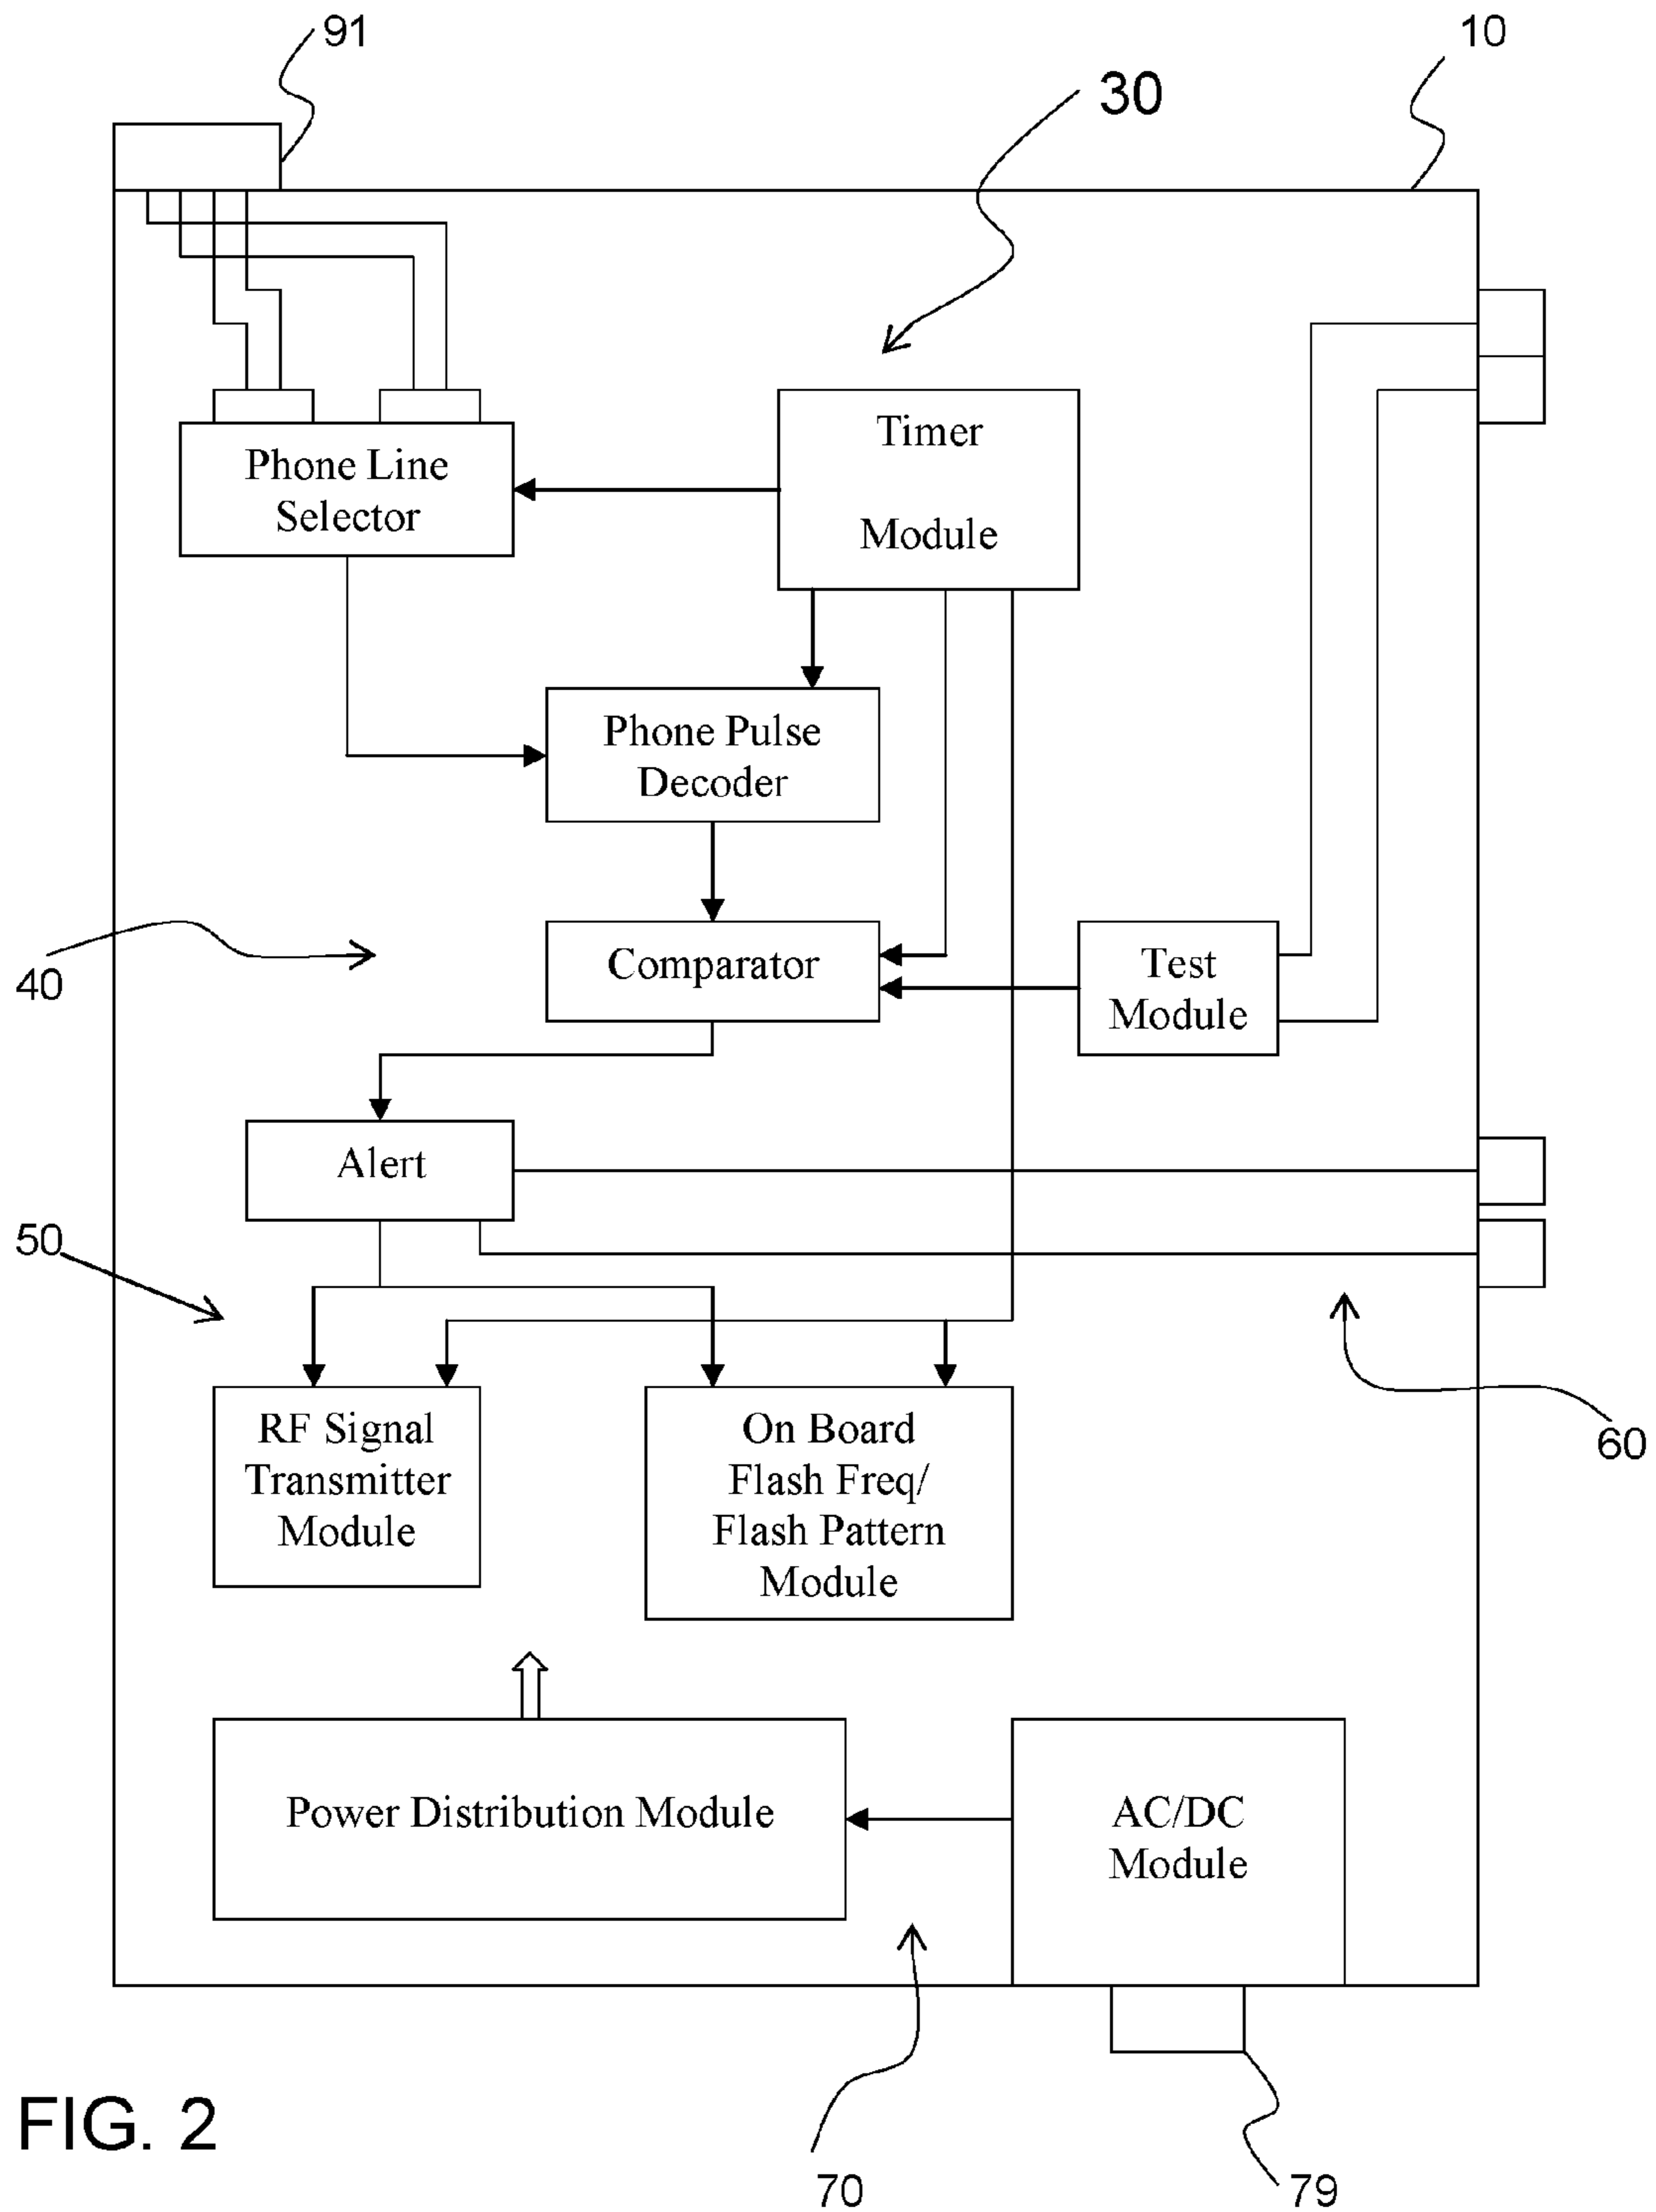 91
10
30
Timer
Module
Phone Line
Selector
Phone Pulse
Decoder
Comparator
Test
Module
40
Alert
50
RF Signal
Transmitter
Module
On Board
Flash Freq/
Flash Pattern
Module
60
Power Distribution Module
AC/DC
Module
FIG. 2
70
79